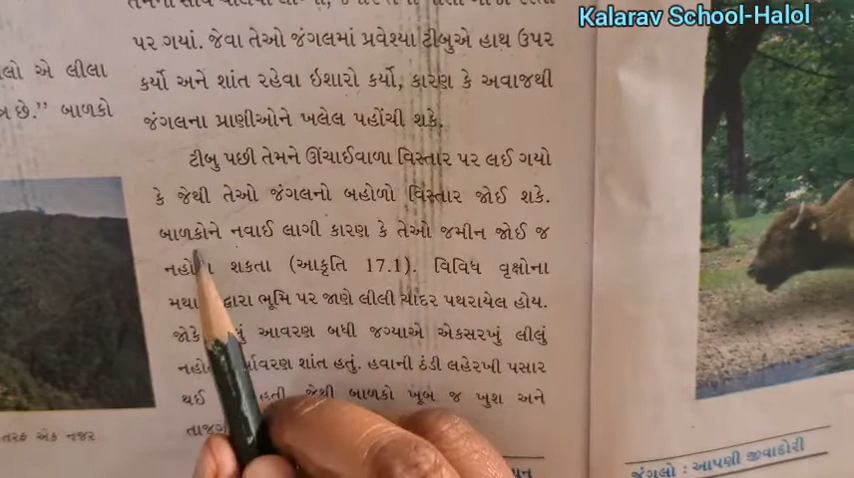 Kalarav School-Halol
પર ગયાં. જેવા તેઓ જંગલમાં પ્રવેશ્યા ટીબુએ હાથ ઉપર
કર્યો અને શાંત રહેવા ઇશારો કર્યો, કારણ કે અવાજથી
જંગલના પ્રાણીઓને ખલેલ પહોંચી શકે.
ટીબુ પછી તેમને ઊંચાઈવાળા વિસ્તાર પર લઈ ગયો
કે જેથી તેઓ જંગલનો બહોળો વિસ્તાર જોઈ શકે.
બાળકોને નવાઈ લાગી કારણ કે તેઓ જમીન જોઈ જ
શકતા (આકૃતિ 17.1). વિવિધ વૃક્ષોના
ભૂમિ પર જાણે લીલી ચાદર પથરાયેલ હોય.
જોકે આવરણ બધી જગ્યાએ એકસરખું લીલું
શાંત હતું. હવાની ઠંડી લહેરખી પસાર
થઈ હતી જેથી બાળકો ખૂબ જ ખુશ અને
લો એ લીલા
છે.” બાળકો
તરફ એક નજર
જંગલો : આપણી જીવાદોરી